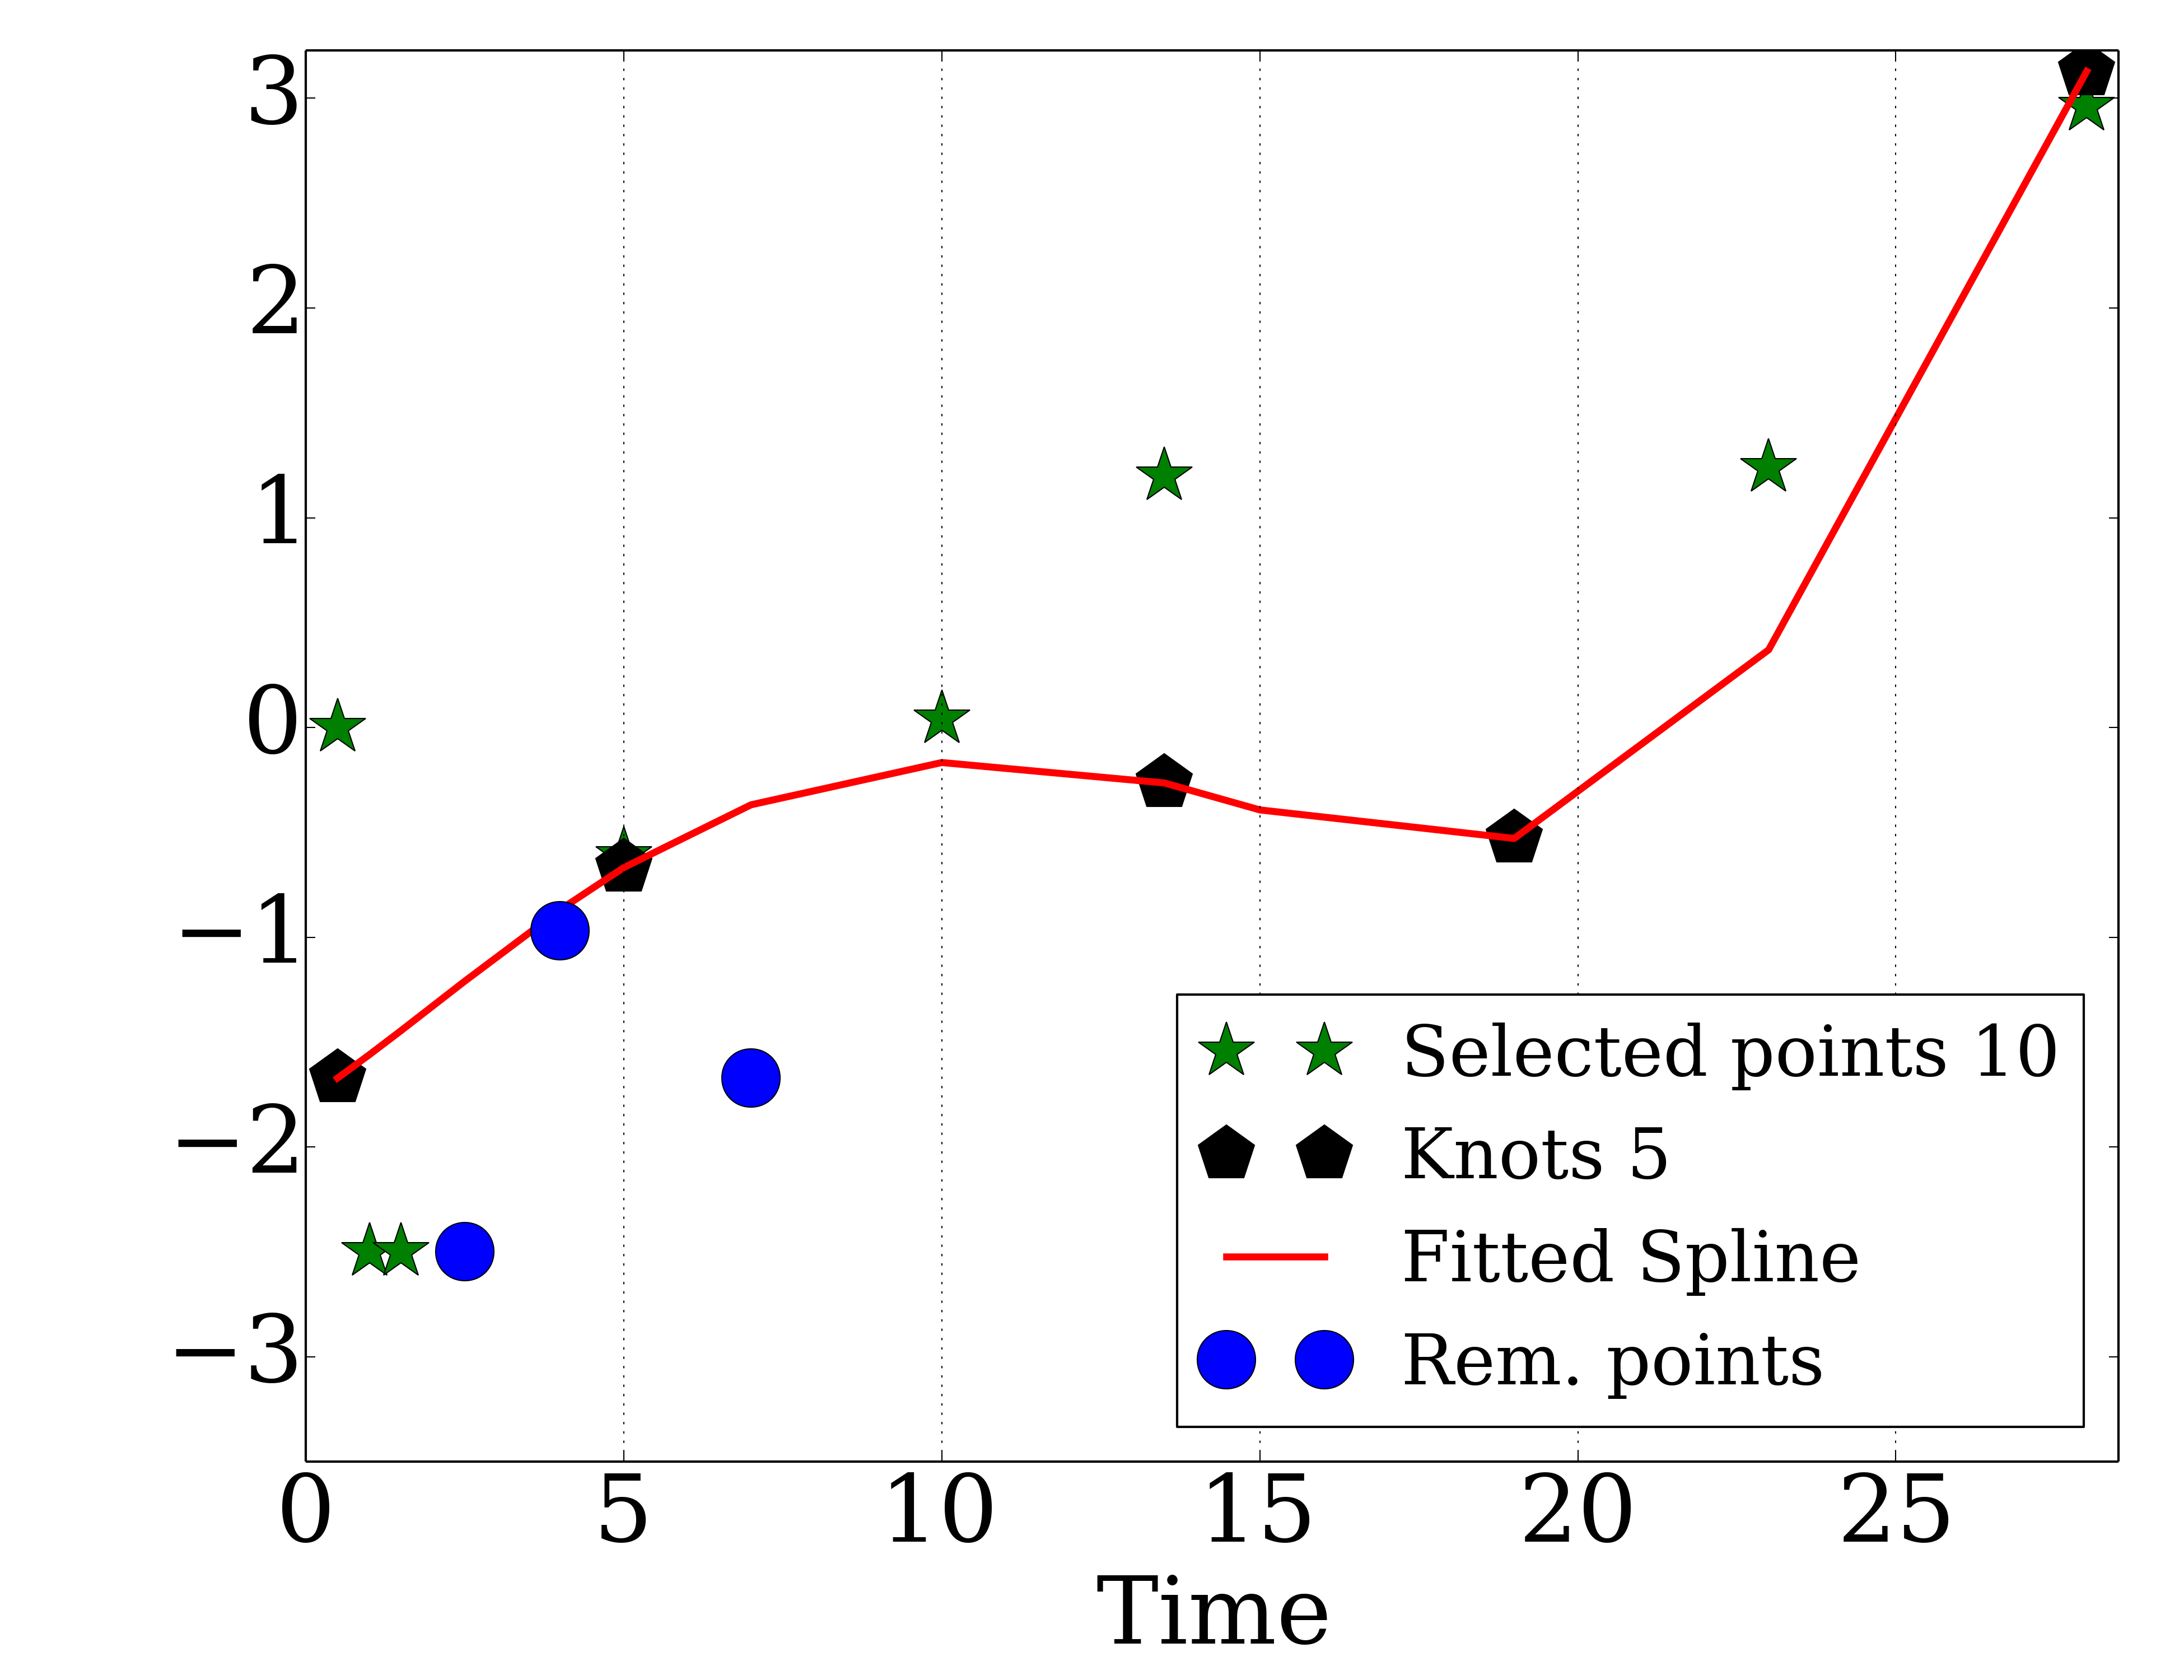 3
2
1
0
−1
−2
−3
Selected points 10
Knots 5
Fitted Spline
Rem. points
0 5 10 15 20 25
Time